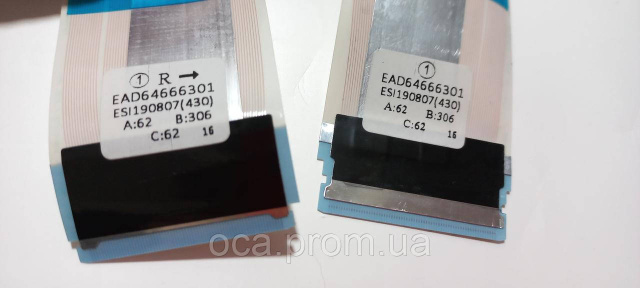 1 R →
EAD64666301
ESI190807(430)
A:62 B:306
C:62 16
1
EAD64666301
ESI190807(430)
A:62 B:306
C:62 16
oca.prom.ua